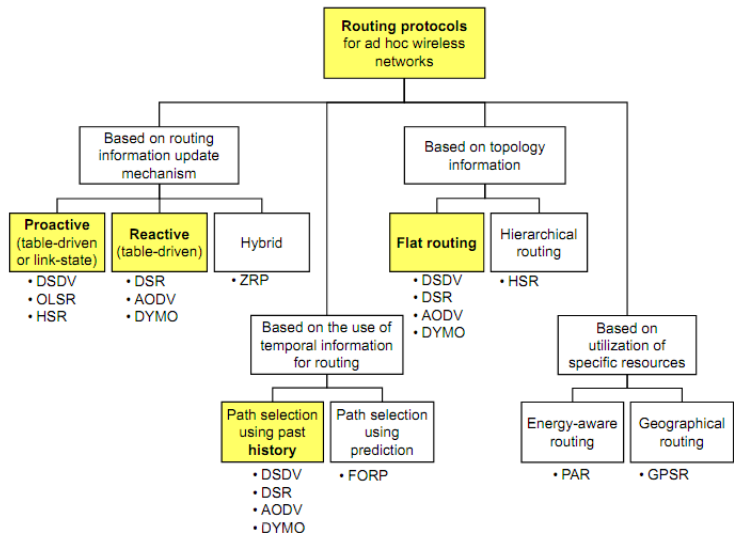 Routing protocols
for ad hoc wireless
networks
Based on routing
information update
mechanism
Based on topology
information
Proactive
(table-driven
or link-state)
Reactive
(table-driven)
Hybrid
Flat routing
Hierarchical
routing
• DSDV
• OLSR
• HSR
• DSR
• AODV
• DYMO
• ZRP
• DSDV
• DSR
• AODV
• DYMO
• HSR
Based on the use of
temporal information
for routing
Based on
utilization of
specific resources
Path selection
using past
history
Path selection
using
prediction
Energy-aware
routing
Geographical
routing
• DSDV
• DSR
• AODV
• DYMO
• FORP
• PAR
• GPSR